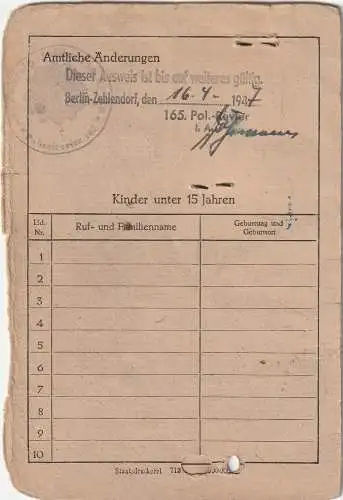 Amtliche Änderungen
Dieser Ausweis ist bis auf weiteres gültig.
Berlin-Zehlendorf, den 16-4- 1947
165. Pol.-Revier
Kinder unter 15 Jahren
Lfd. Nr.
Ruf- und Familienname
Geburtstag und Geburtsort
1
2
3
4
5
6
7
8
9
10
Staatsdruckerei 713